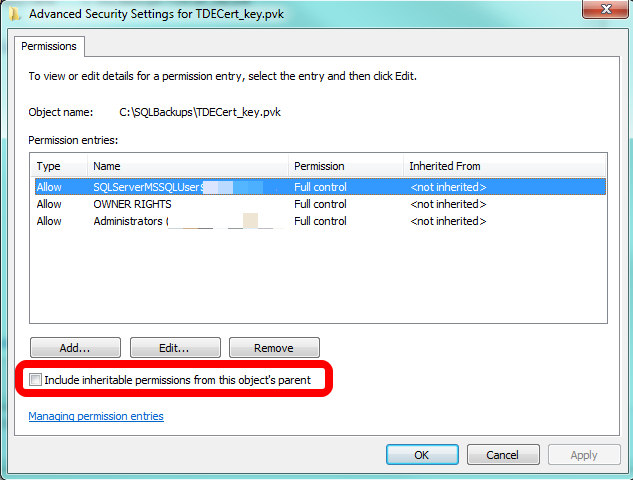 Advanced Security Settings for TDECert_key.pvk
Permissions
To view or edit details for a permission entry, select the entry and then click Edit.
Object name: C:\SQLBackups\TDECert_key.pvk
Permission entries:
Type Name Permission Inherited From
Allow SQLServerMSSQLUser$ Full control <not inherited>
Allow OWNER RIGHTS Full control <not inherited>
Allow Administrators ( Full control <not inherited>
Add... Edit... Remove
Include inheritable permissions from this object's parent
Managing permission entries
OK Cancel Apply